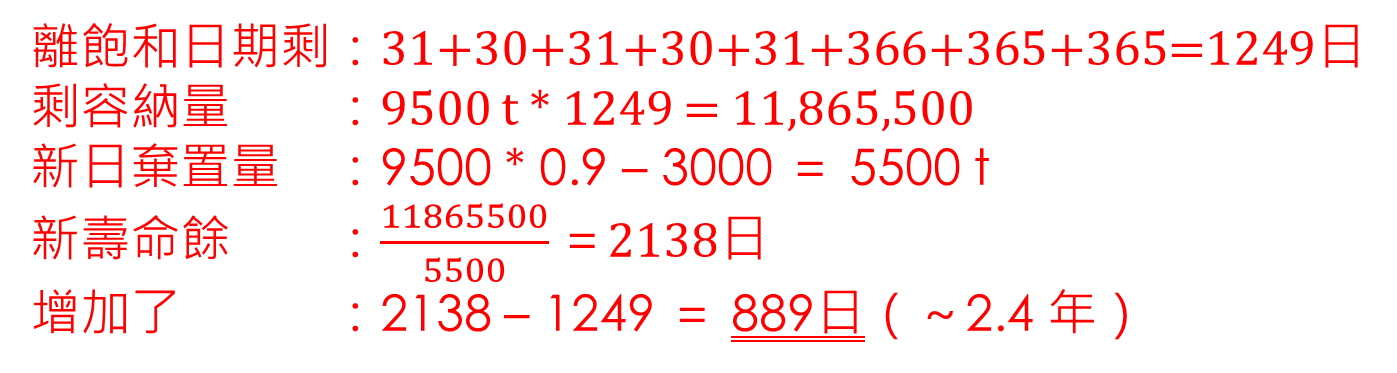 離飽和日期剩：31+30+31+30+31+366+365+365=1249日
剩容納量：9500 t * 1249 = 11,865,500
新日棄置量：9500 * 0.9 – 3000 = 5500 t
新壽命餘：11865500/5500 = 2138日
增加了：2138 – 1249 = 889日 ( ~ 2.4 年 )